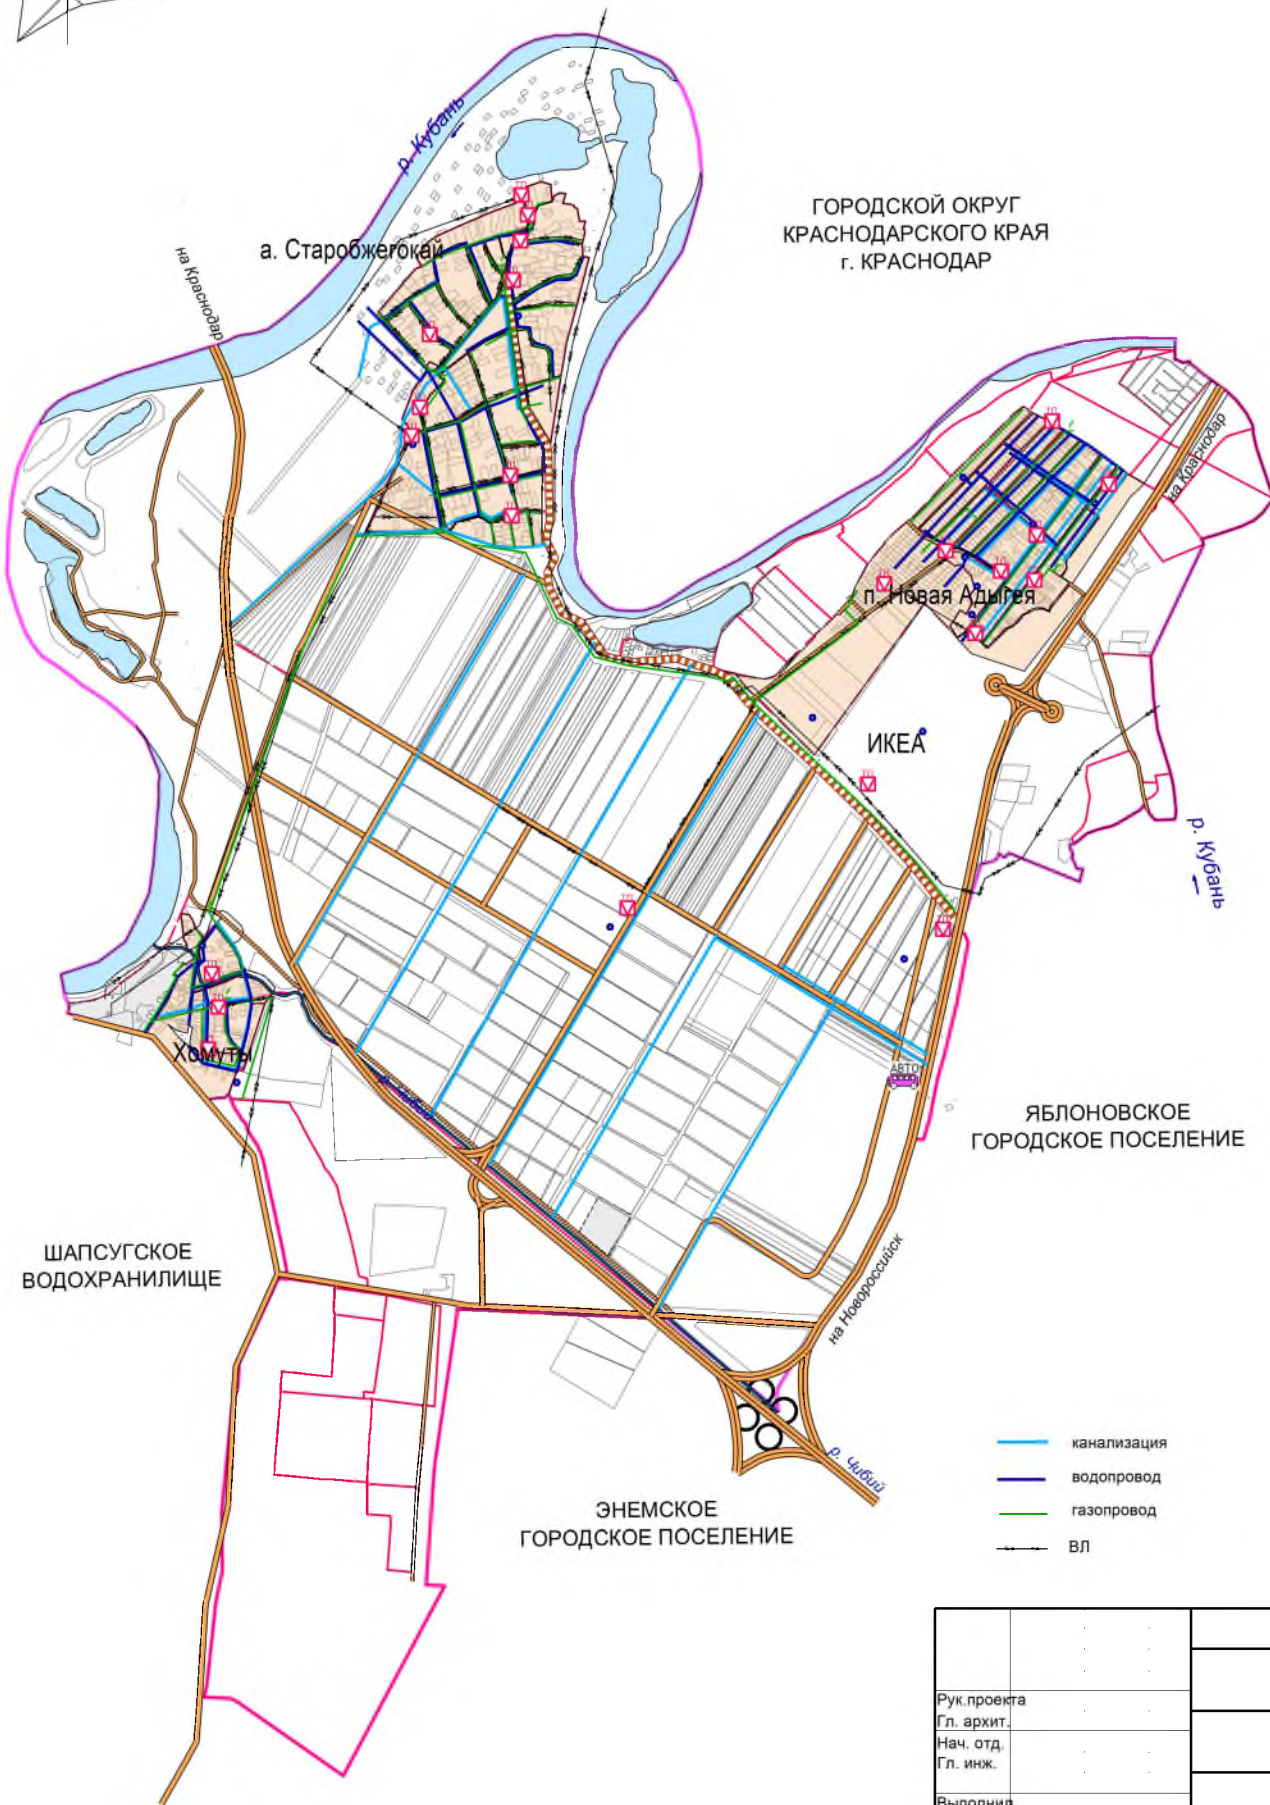 р. Кубань
ГОРОДСКОЙ ОКРУГ
КРАСНОДАРСКОГО КРАЯ
г. КРАСНОДАР
а. Старобжегокай
на Краснодар
на Краснодар
п. Новая Адыгея
ИКЕА
р. Кубань
Хомуты
р. Чибий
АВТО
ЯБЛОНОВСКОЕ
ГОРОДСКОЕ ПОСЕЛЕНИЕ
ШАПСУГСКОЕ
ВОДОХРАНИЛИЩЕ
на Новороссийск
р. Чибий
ЭНЕМСКОЕ
ГОРОДСКОЕ ПОСЕЛЕНИЕ
канализация
водопровод
газопровод
ВЛ
Рук.проекта
Гл. архит.
Нач. отд.
Гл. инж.
Выполнил